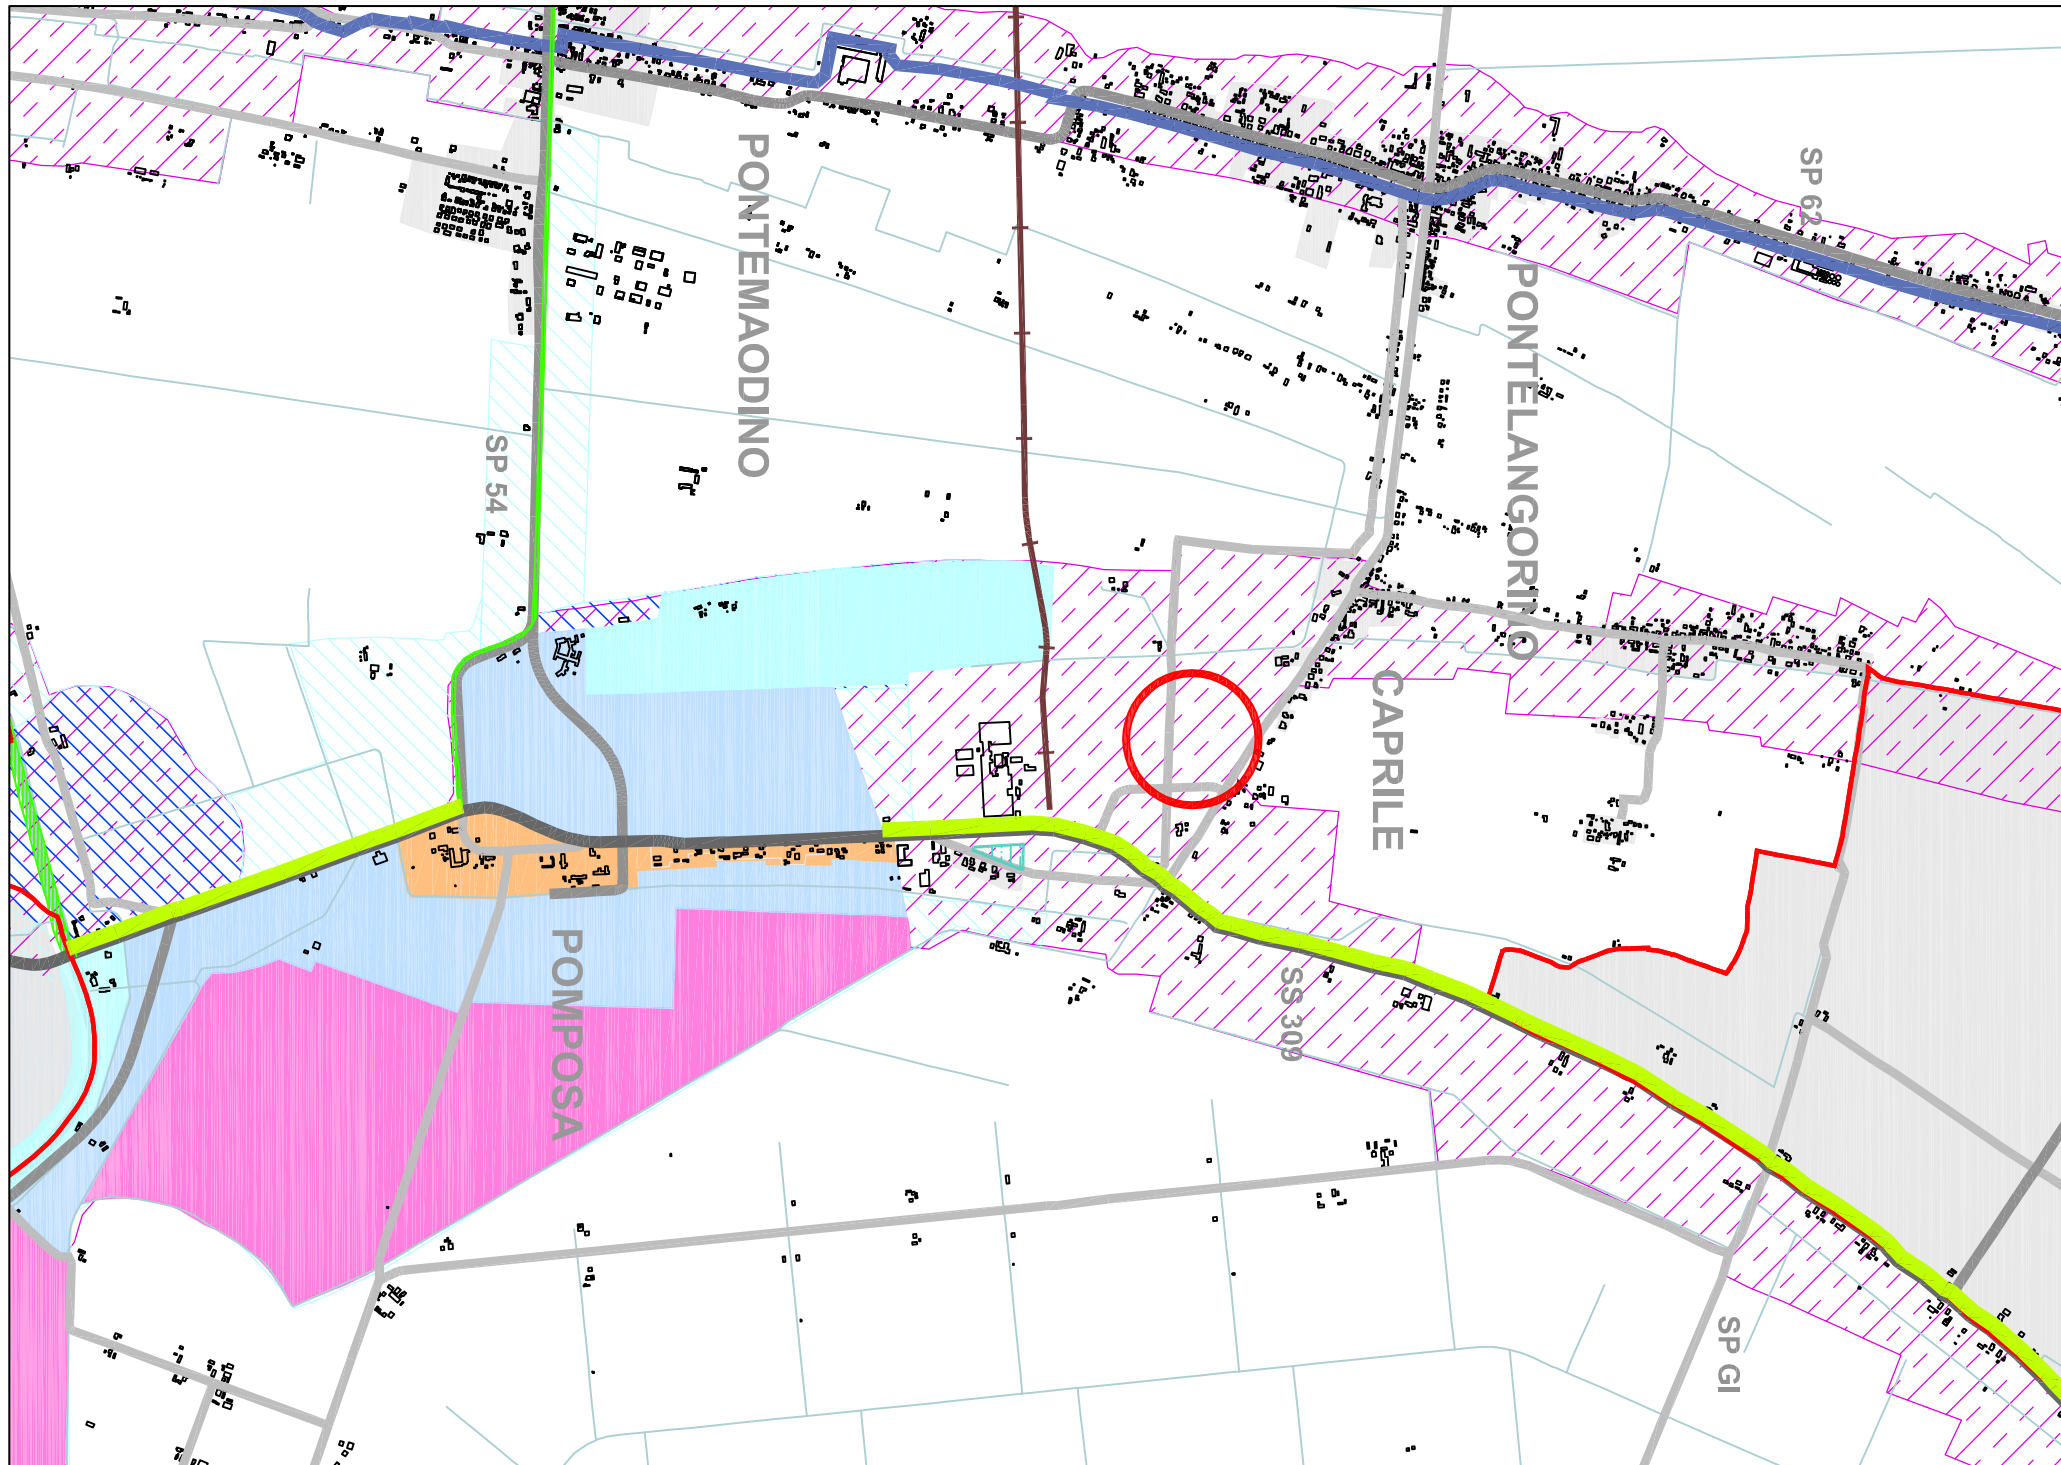 PONTEMAODINO
SP 62
PONTELANGORINO
SP 54
CAPRILE
POMPOSA
SS 309
SP GI